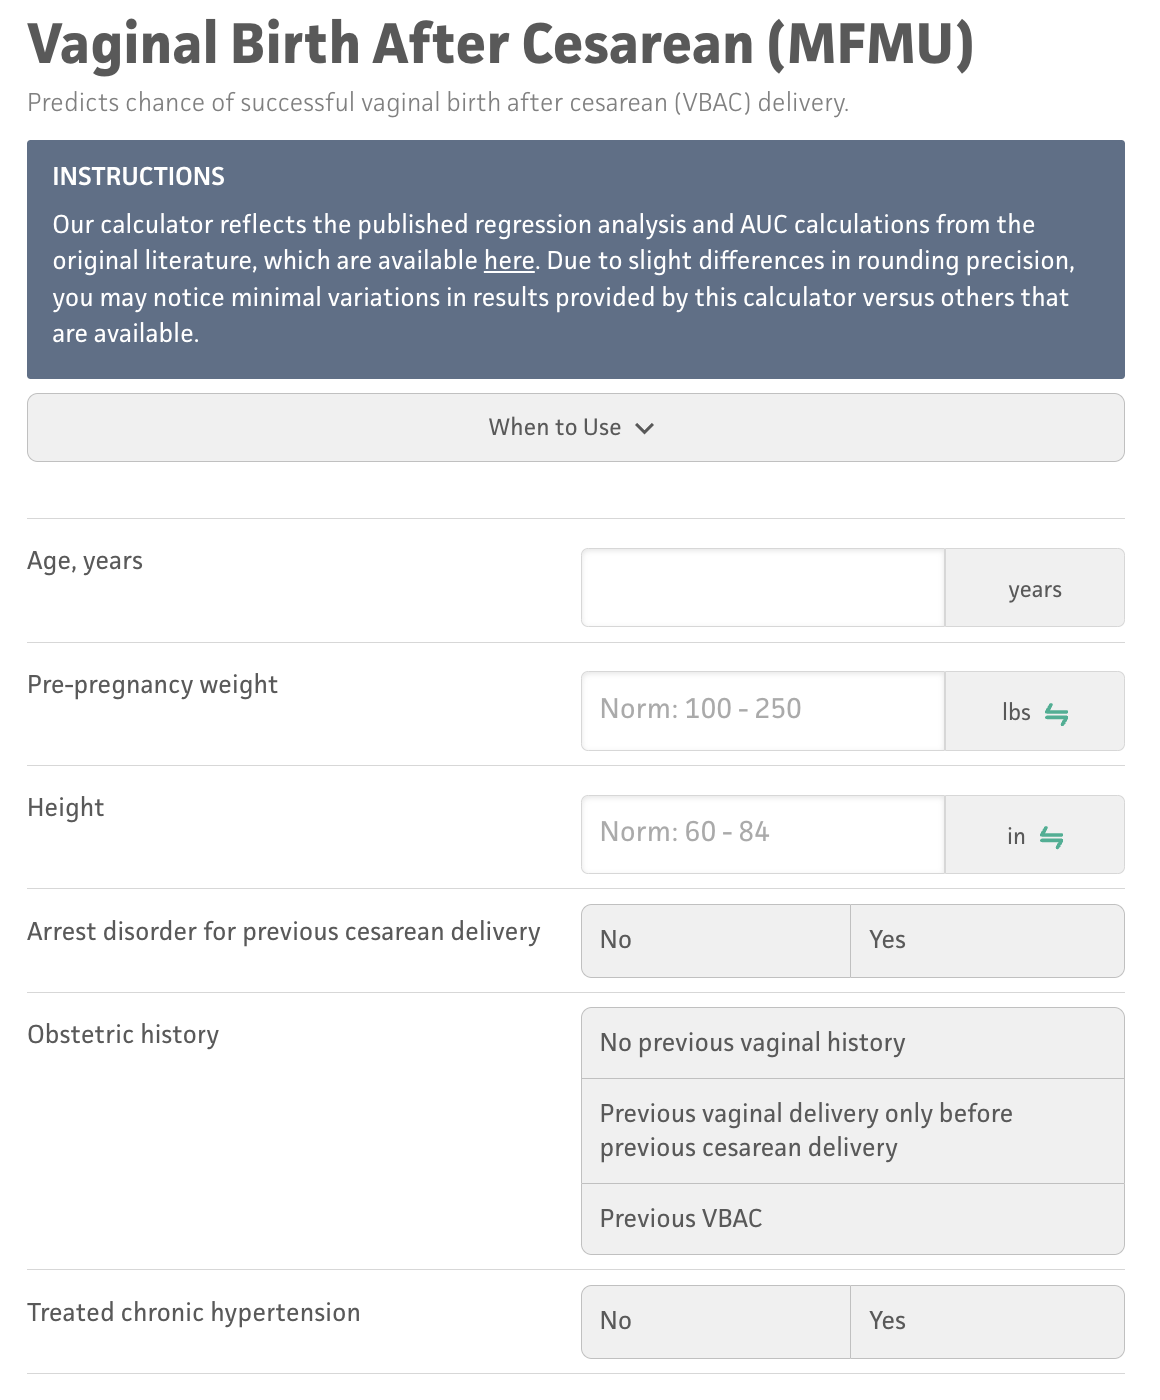 Vaginal Birth After Cesarean (MFMU)
Predicts chance of successful vaginal birth after cesarean (VBAC) delivery.
INSTRUCTIONS
Our calculator reflects the published regression analysis and AUC calculations from the
original literature, which are available here. Due to slight differences in rounding precision,
you may notice minimal variations in results provided by this calculator versus others that
are available.
When to Use
Age, years
years
Pre-pregnancy weight
Norm: 100 - 250
lbs
Height
Norm: 60 - 84
in
Arrest disorder for previous cesarean delivery
No
Yes
Obstetric history
No previous vaginal history
Previous vaginal delivery only before
previous cesarean delivery
Previous VBAC
Treated chronic hypertension
No
Yes